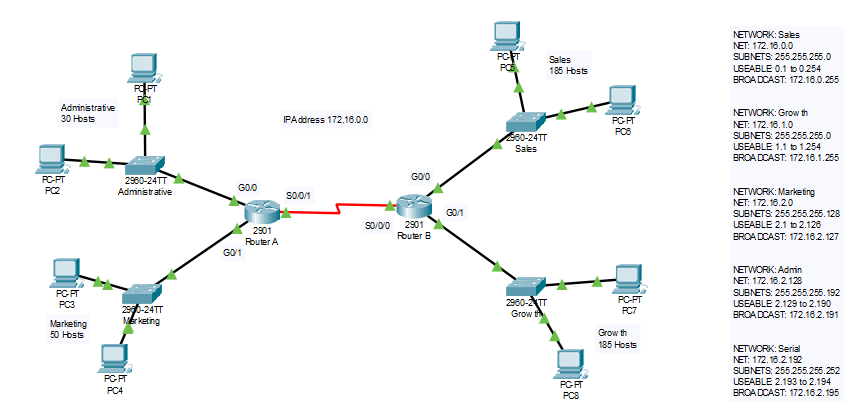 PC-PT
PC1
Administrative
30 Hosts
PC-PT
PC2
2960-24TT
Administrative
IPAddress 172.16.0.0
G0/0
S0/0/1
2901
Router A
G0/1
PC-PT
PC3
2960-24TT
Marketing
Marketing
50 Hosts
PC-PT
PC4
PC-PT
PC5
Sales
185 Hosts
PC-PT
PC6
2960-24TT
Sales
G0/0
S0/0/0
2901
Router B
G0/1
2960-24TT
Growth
PC-PT
PC7
Growth
185 Hosts
PC-PT
PC8
NETWORK: Sales
NET: 172.16.0.0
SUBNETS: 255.255.255.0
USEABLE: 0.1 to 0.254
BROADCAST: 172.16.0.255
NETWORK: Growth
NET: 172.16.1.0
SUBNETS: 255.255.255.0
USEABLE: 1.1 to 1.254
BROADCAST: 172.16.1.255
NETWORK: Marketing
NET: 172.16.2.0
SUBNETS: 255.255.255.128
USEABLE: 2.1 to 2.126
BROADCAST: 172.16.2.127
NETWORK: Admin
NET: 172.16.2.128
SUBNETS: 255.255.255.192
USEABLE: 2.129 to 2.190
BROADCAST: 172.16.2.191
NETWORK: Serial
NET: 172.16.2.192
SUBNETS: 255.255.255.252
USEABLE: 2.193 to 2.194
BROADCAST: 172.16.2.195